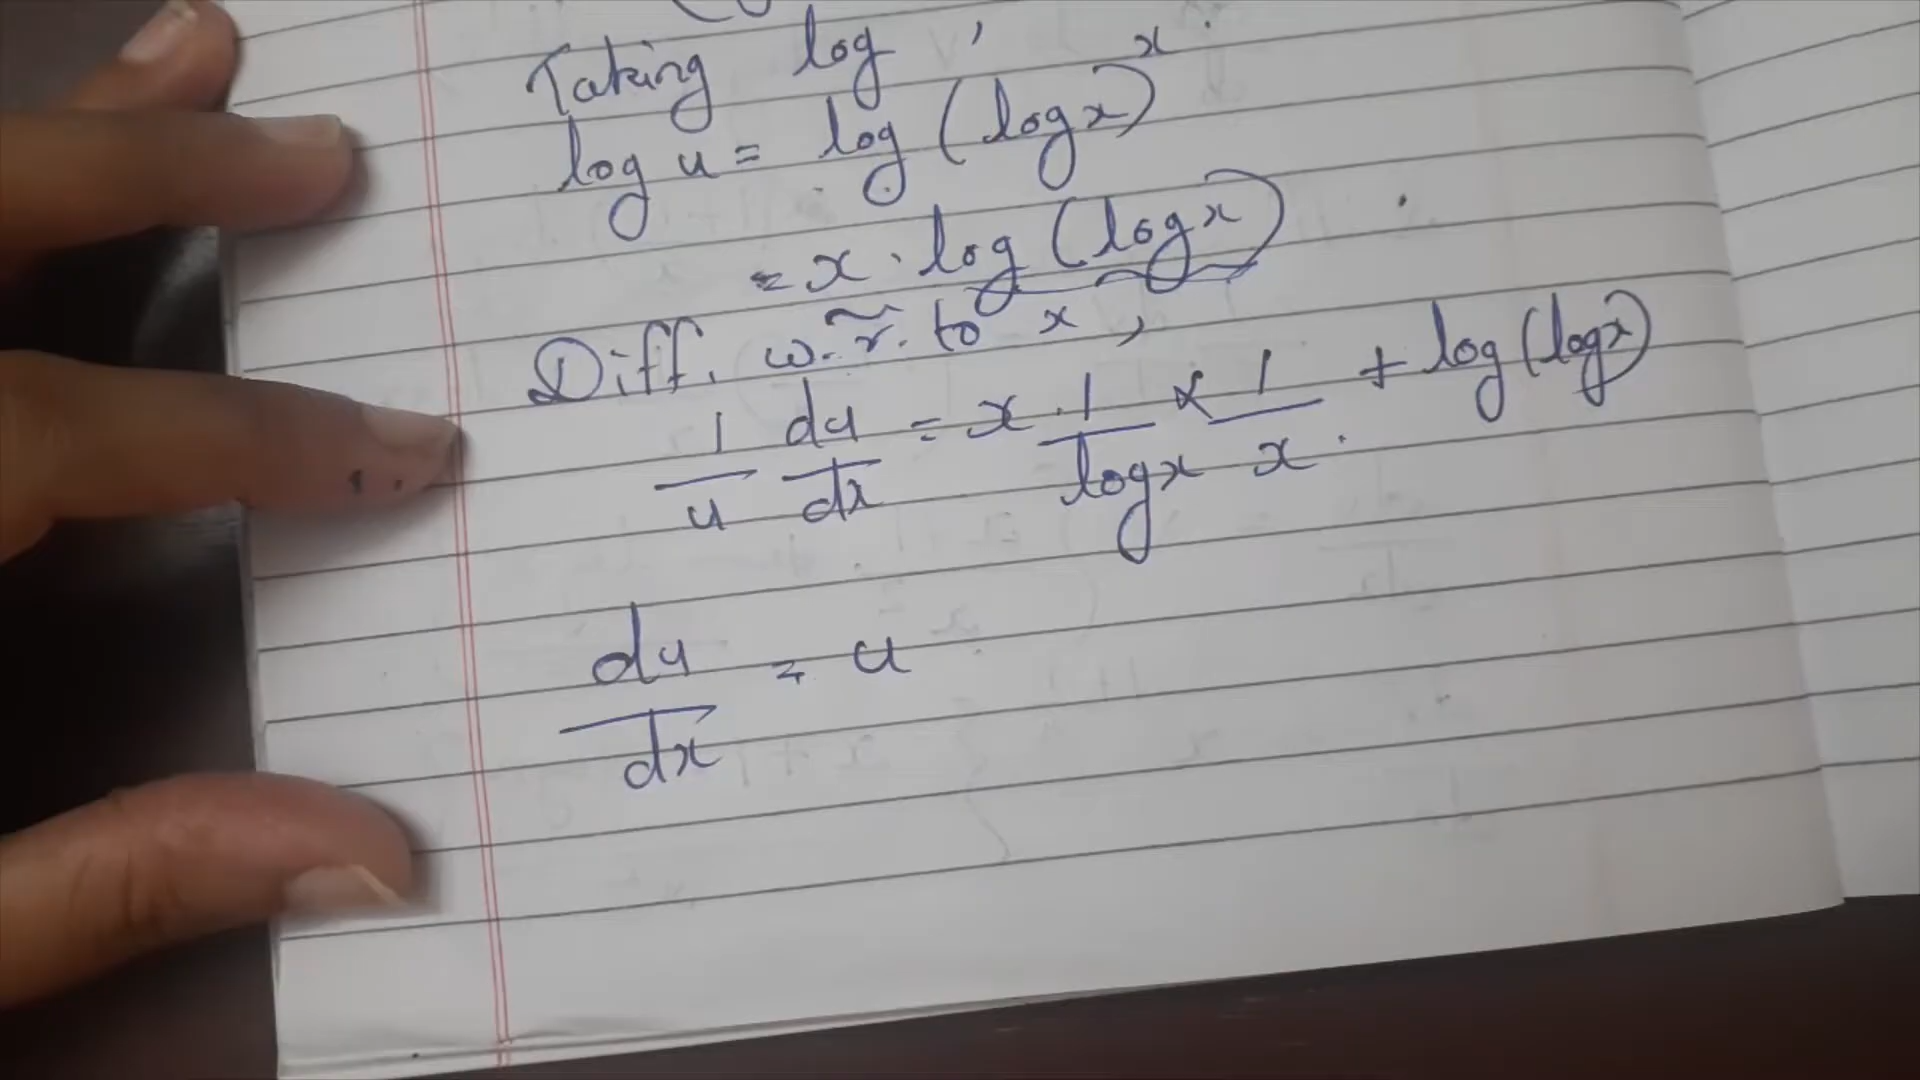 Taking log,
log u = log (log x)^x
= x . log (log x)
Diff. w.r. to x,
1/u du/dx = x . 1/log x × 1/x + log (log x)
du/dx = u